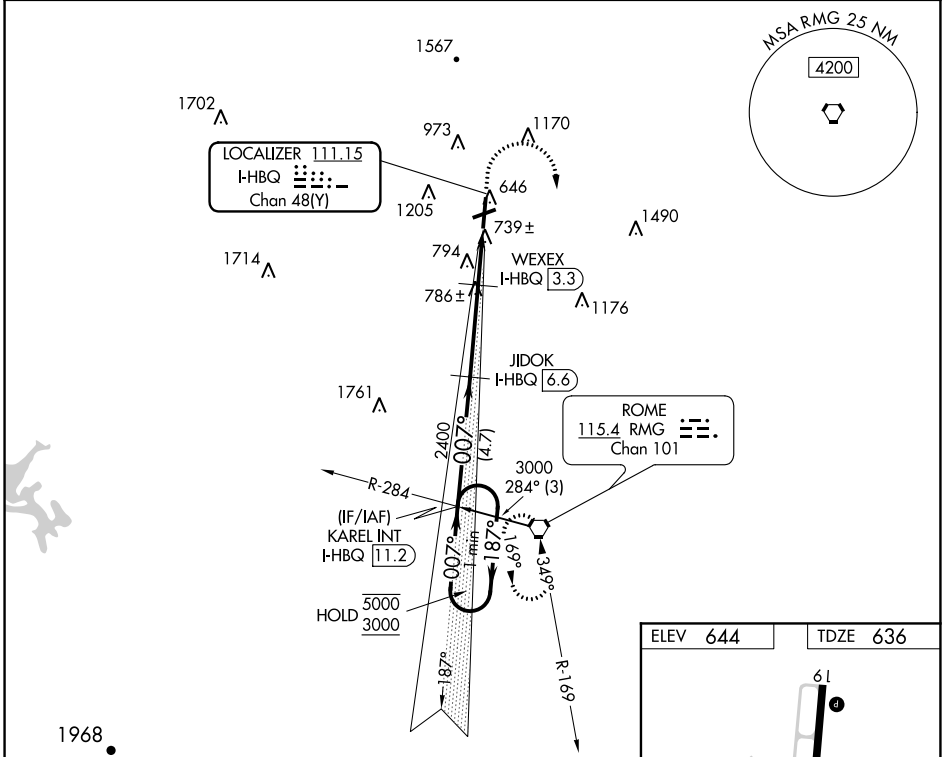 MSA RMG 25 NM
4200
1567
1702
973
1170
LOCALIZER 111.15
I-HBQ
Chan 48(Y)
646
1205
1490
739±
794
1714
WEXEX
I-HBQ 3.3
786±
1176
JIDOK
I-HBQ 6.6
1761
ROME
115.4 RMG
Chan 101
2400
007°
(4.7)
3000
284° (3)
R-284
(IF/IAF)
KAREL INT
I-HBQ 11.2
007°
1 min
187°
169°
349°
HOLD 5000
3000
187°
R-169
ELEV 644
TDZE 636
19
P
1968